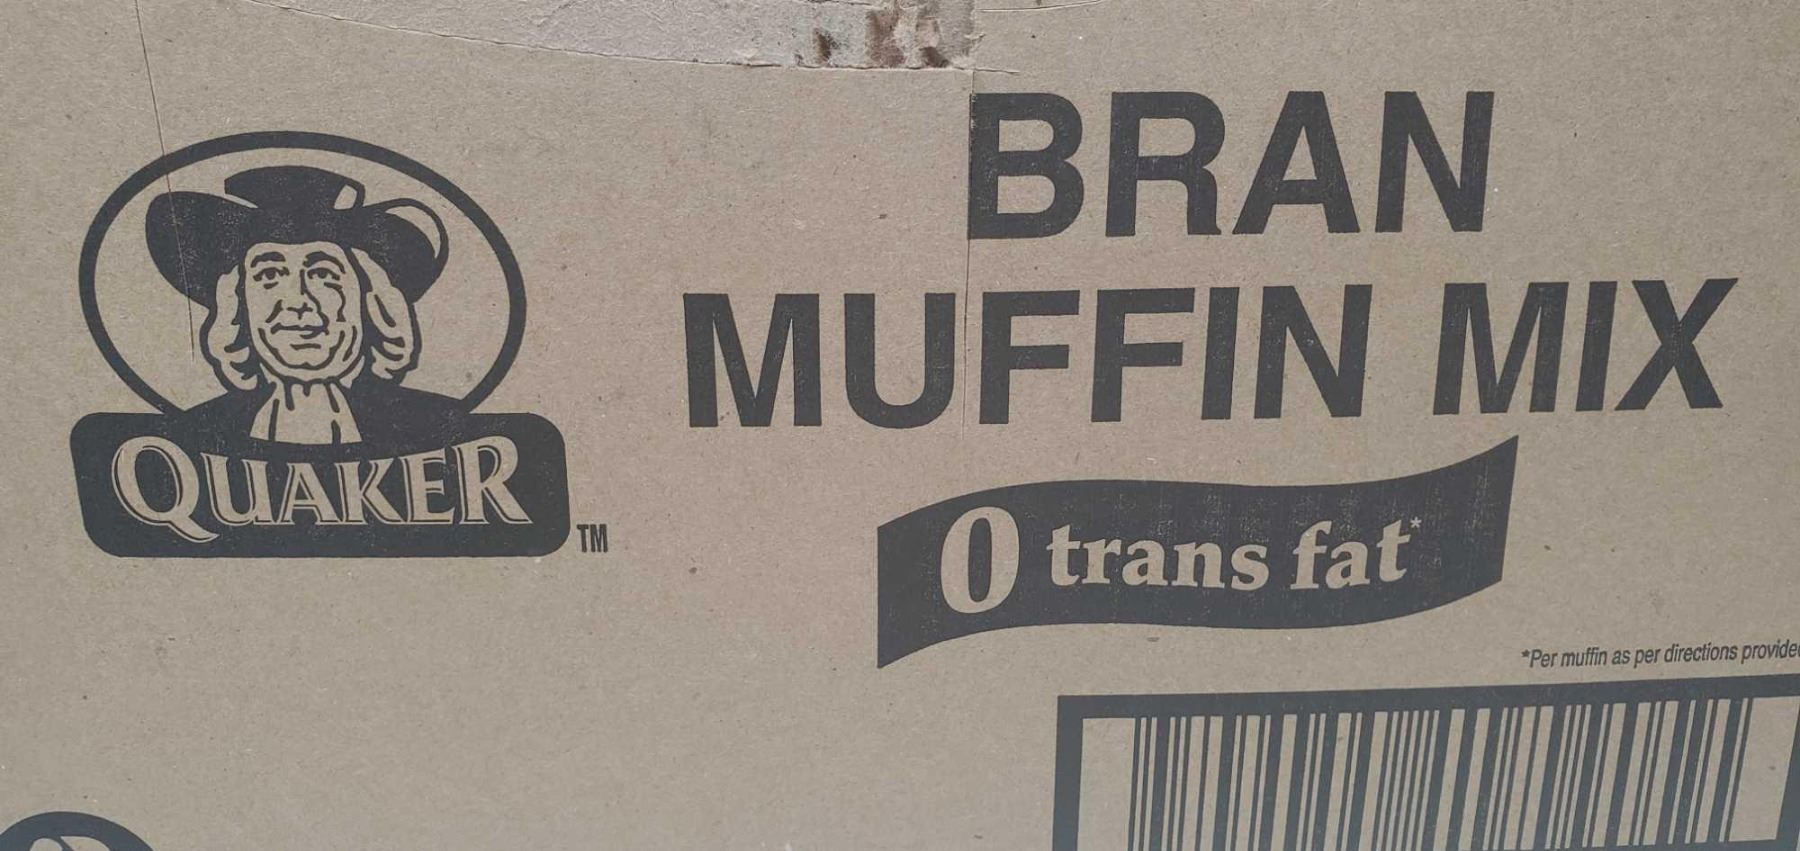 BRAN
MUFFIN MIX
QUAKER
TM
0 trans fat*
*Per muffin as per directions provide